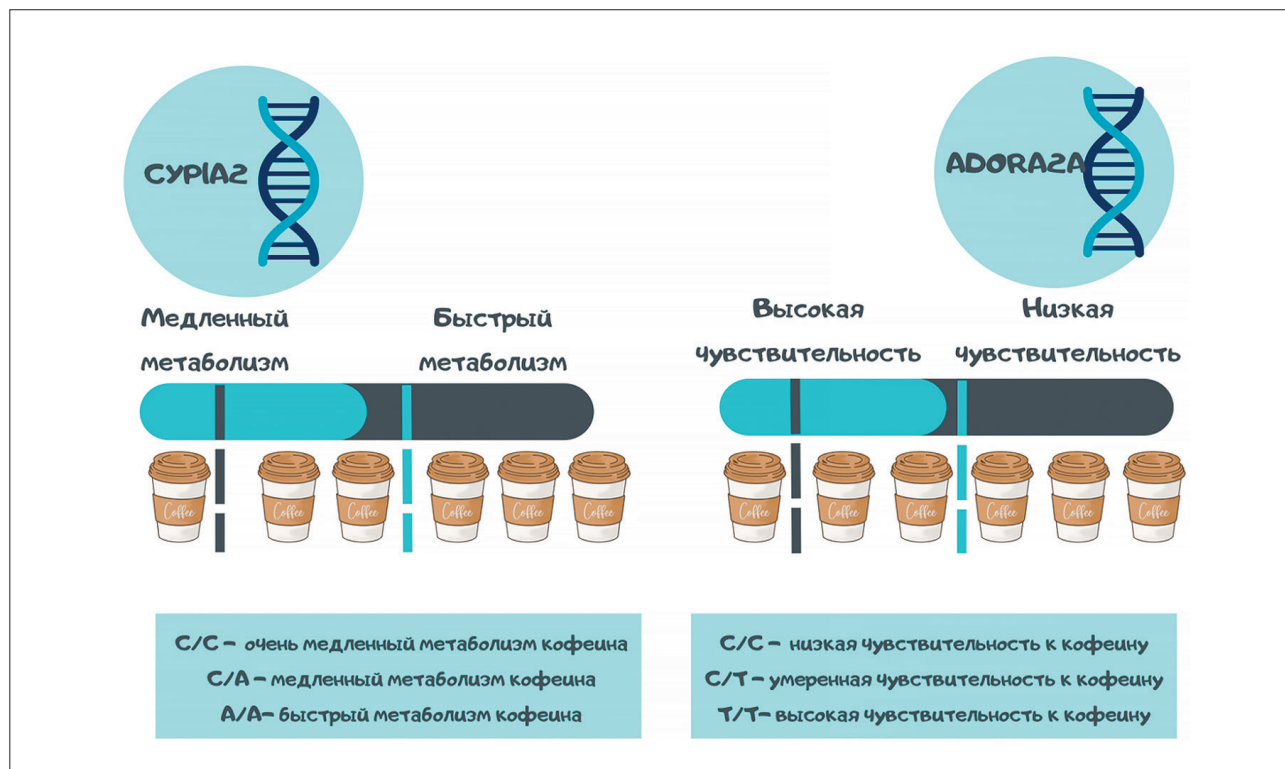 CYP1A2
ADORA2A
Медленный
метаболизм
Быстрый
метаболизм
Высокая
чувствительность
Низкая
чувствительность
Coffee
Coffee
Coffee
Coffee
Coffee
Coffee
Coffee
Coffee
Coffee
Coffee
Coffee
Coffee
C/C – очень медленный метаболизм кофеина
C/A – медленный метаболизм кофеина
A/A– быстрый метаболизм кофеина
C/C – низкая чувствительность к кофеину
C/T – умеренная чувствительность к кофеину
T/T– высокая чувствительность к кофеину